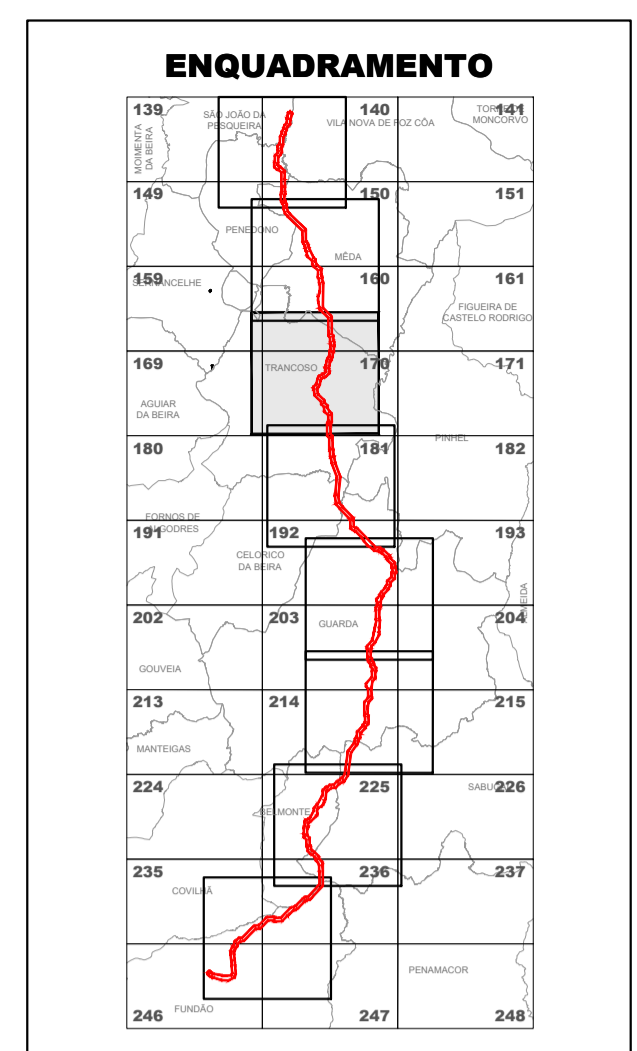 ENQUADRAMENTO
139
SÃO JOÃO DA
PESQUEIRA
140
VILA NOVA DE FOZ CÔA
TORRE DE
MONCORVO
141
MOIMENTA
DA BEIRA
149
150
151
PENEDONO
MÊDA
159
SERNANCELHE
160
161
FIGUEIRA DE
CASTELO RODRIGO
169
TRANCOSO
170
171
AGUIAR
DA BEIRA
180
181
PINHEL
182
FORNOS DE
ALGODRES
191
192
193
CELORICO
DA BEIRA
ALMEIDA
202
203
GUARDA
204
GOUVEIA
213
214
215
MANTEIGAS
224
225
SABUGAL
226
BELMONTE
235
236
237
COVILHÃ
PENAMACOR
246
FUNDÃO
247
248